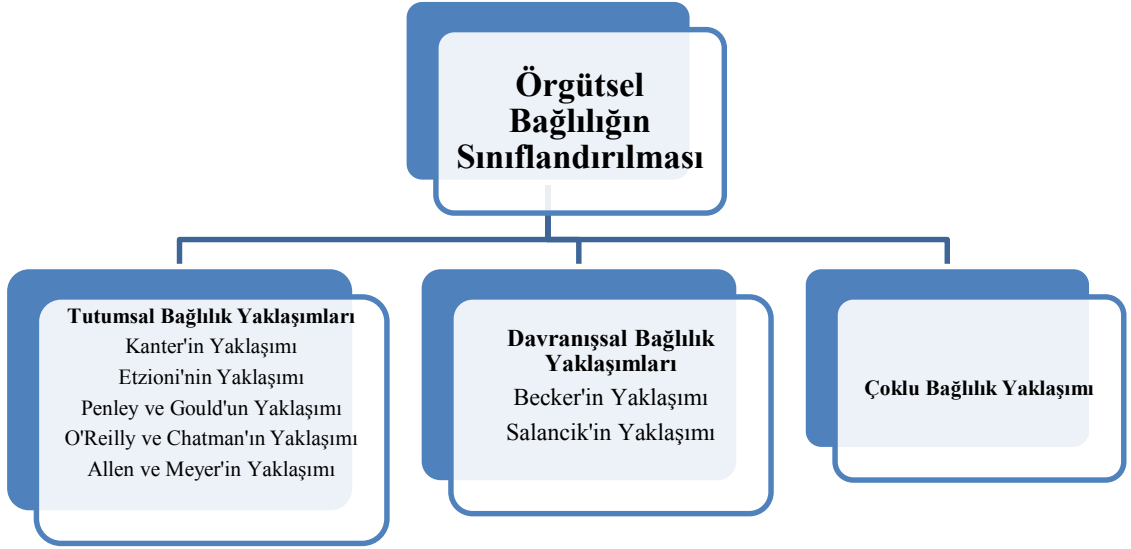 Örgütsel
Bağlılığın
Sınıflandırılması
Tutumsal Bağlılık Yaklaşımları
Kanter'in Yaklaşımı
Etzioni'nin Yaklaşımı
Penley ve Gould'un Yaklaşımı
O'Reilly ve Chatman'ın Yaklaşımı
Allen ve Meyer'in Yaklaşımı
Davranışsal Bağlılık
Yaklaşımları
Becker'in Yaklaşımı
Salancik'in Yaklaşımı
Çoklu Bağlılık Yaklaşımı